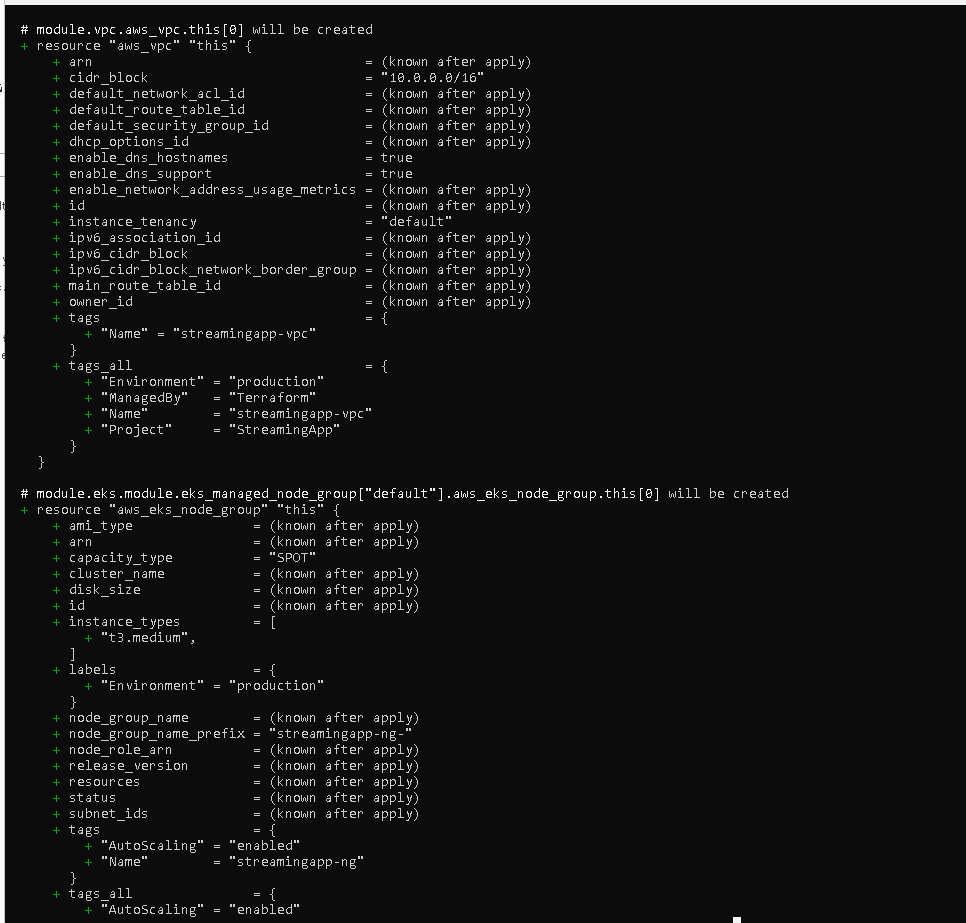 # module.vpc.aws_vpc.this[0] will be created
+ resource "aws_vpc" "this" {
    + arn                                  = (known after apply)
    + cidr_block                           = "10.0.0.0/16"
    + default_network_acl_id               = (known after apply)
    + default_route_table_id               = (known after apply)
    + default_security_group_id            = (known after apply)
    + dhcp_options_id                      = (known after apply)
    + enable_dns_hostnames                 = true
    + enable_dns_support                   = true
    + enable_network_address_usage_metrics = (known after apply)
    + id                                   = (known after apply)
    + instance_tenancy                     = "default"
    + ipv6_association_id                  = (known after apply)
    + ipv6_cidr_block                      = (known after apply)
    + ipv6_cidr_block_network_border_group = (known after apply)
    + main_route_table_id                  = (known after apply)
    + owner_id                             = (known after apply)
    + tags                                 = {
        + "Name" = "streamingapp-vpc"
      }
    + tags_all                             = {
        + "Environment" = "production"
        + "ManagedBy"   = "Terraform"
        + "Name"        = "streamingapp-vpc"
        + "Project"     = "StreamingApp"
      }
  }
# module.eks.module.eks_managed_node_group["default"].aws_eks_node_group.this[0] will be created
+ resource "aws_eks_node_group" "this" {
    + ami_type               = (known after apply)
    + arn                    = (known after apply)
    + capacity_type          = "SPOT"
    + cluster_name           = (known after apply)
    + disk_size              = (known after apply)
    + id                     = (known after apply)
    + instance_types         = [
        + "t3.medium",
      ]
    + labels                 = {
        + "Environment" = "production"
      }
    + node_group_name        = (known after apply)
    + node_group_name_prefix = "streamingapp-ng-"
    + node_role_arn          = (known after apply)
    + release_version        = (known after apply)
    + resources              = (known after apply)
    + status                 = (known after apply)
    + subnet_ids             = (known after apply)
    + tags                   = {
        + "AutoScaling" = "enabled"
        + "Name"        = "streamingapp-ng"
      }
    + tags_all               = {
        + "AutoScaling" = "enabled"